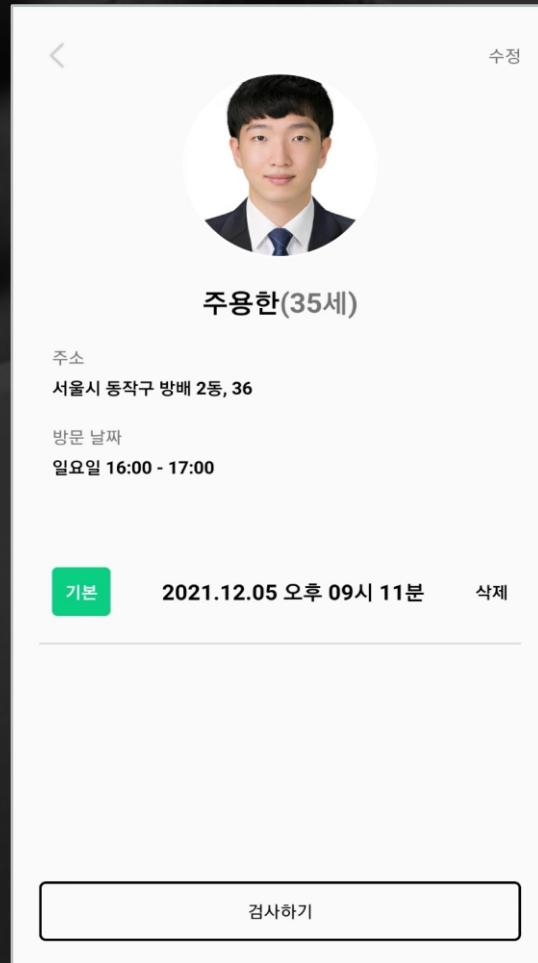 수정
주용한(35세)
주소
서울시 동작구 방배 2동, 36
방문 날짜
일요일 16:00 - 17:00
기본 2021.12.05 오후 09시 11분 삭제
검사하기